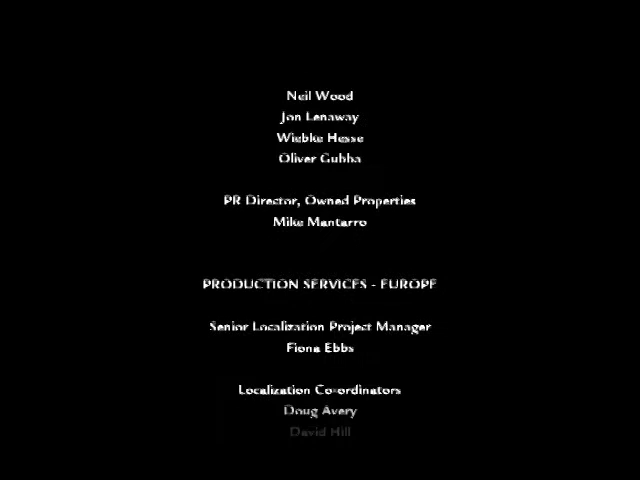 Neil Wood
Jon Lenaway
Wiebke Hesse
Oliver Gubba
PR Director, Owned Properties
Mike Mantarro
PRODUCTION SERVICES - EUROPE
Senior Localization Project Manager
Fiona Ebbs
Localization Co-ordinators
Doug Avery
David Hill